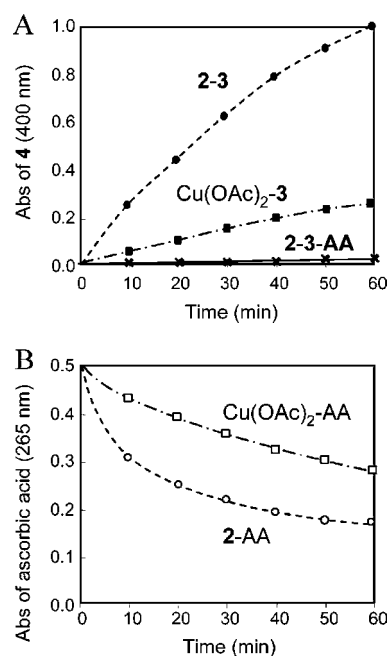 A
1.0
0.8
0.6
0.4
0.2
0.0
Abs of 4 (400 nm)
2-3
Cu(OAc)2-3
2-3-AA
0 10 20 30 40 50 60
Time (min)
B
0.5
0.4
0.3
0.2
0.1
0.0
Abs of ascorbic acid (265 nm)
Cu(OAc)2-AA
2-AA
0 10 20 30 40 50 60
Time (min)